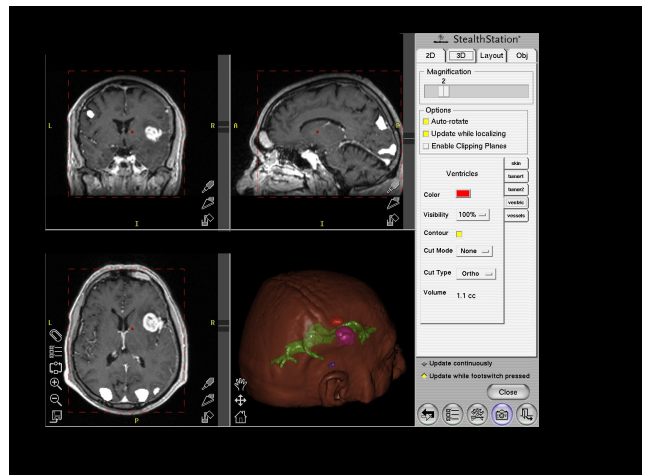 StealthStation
2D 3D Layout Obj
Magnification
2
Options
Auto-rotate
Update while localizing
Enable Clipping Planes
L R A
I I
skin
tumor1
tumor2
ventric
vessels
Ventricles
Color
Visibility 100%
Contour
Cut Mode None
Cut Type Ortho
Volume 1.1 cc
L R
P
Update continuously
Update while footswitch pressed
Close